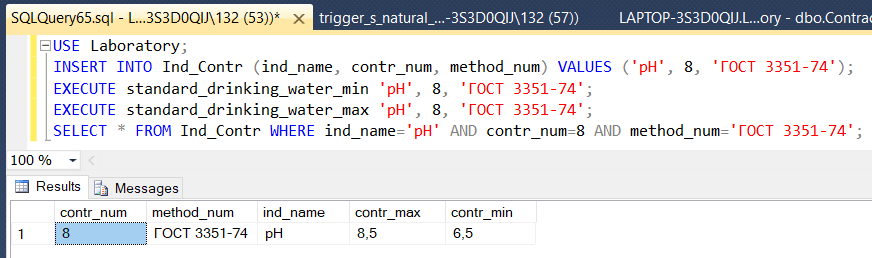 SQLQuery65.sql - L...3S3D0QIJ\132 (53))* trigger_s_natural_...-3S3D0QIJ\132 (57)) LAPTOP-3S3D0QIJ.L...ory - dbo.Contrac
USE Laboratory;
INSERT INTO Ind_Contr (ind_name, contr_num, method_num) VALUES ('pH', 8, 'ГОСТ 3351-74');
EXECUTE standard_drinking_water_min 'pH', 8, 'ГОСТ 3351-74';
EXECUTE standard_drinking_water_max 'pH', 8, 'ГОСТ 3351-74';
SELECT * FROM Ind_Contr WHERE ind_name='pH' AND contr_num=8 AND method_num='ГОСТ 3351-74';
100 %
Results Messages
contr_num method_num ind_name contr_max contr_min
1 8 ГОСТ 3351-74 pH 8,5 6,5